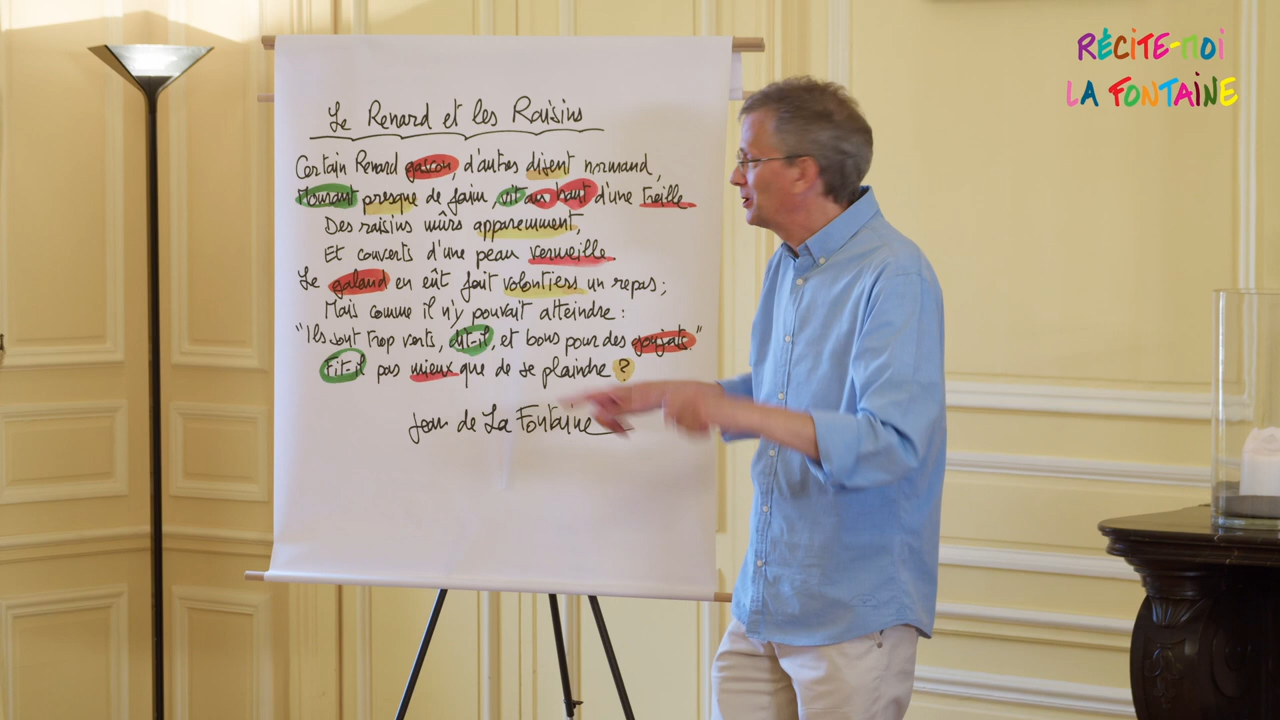 Le Renard et les Raisins
Certain Renard gascon, d'autres disent normand,
Mourant presque de faim, vit au haut d'une treille
Des raisins mûrs apparemment,
Et couverts d'une peau vermeille.
Le galand en eût fait volontiers un repas ;
Mais comme il n'y pouvait atteindre :
"Ils sont trop verts, dit-il, et bons pour des goujats."
Fit-il pas mieux que de se plaindre ?
Jean de La Fontaine
RÉCITE-MOI
LA FONTAINE